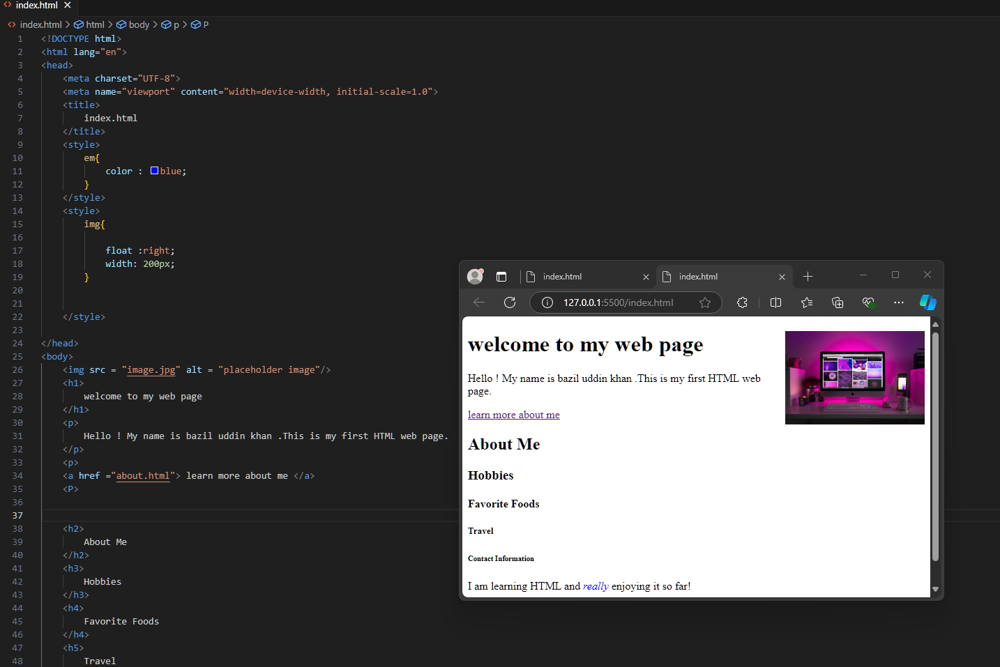 index.html
index.html > html > body > p > P
1 <!DOCTYPE html>
2 <html lang="en">
3 <head>
4 <meta charset="UTF-8">
5 <meta name="viewport" content="width=device-width, initial-scale=1.0">
6 <title>
7 index.html
8 </title>
9 <style>
10 em{
11 color : blue;
12 }
13 </style>
14 <style>
15 img{
16
17 float :right;
18 width: 200px;
19 }
20
21
22 </style>
23
24 </head>
25 <body>
26 <img src = "image.jpg" alt = "placeholder image"/>
27 <h1>
28 welcome to my web page
29 </h1>
30 <p>
31 Hello ! My name is bazil uddin khan .This is my first HTML web page.
32 </p>
33 <p>
34 <a href ="about.html"> learn more about me </a>
35 <P>
36
37
38 <h2>
39 About Me
40 </h2>
41 <h3>
42 Hobbies
43 </h3>
44 <h4>
45 Favorite Foods
46 </h4>
47 <h5>
48 Travel
index.html
index.html
127.0.0.1:5500/index.html
welcome to my web page
Hello ! My name is bazil uddin khan .This is my first HTML web
page.
learn more about me
About Me
Hobbies
Favorite Foods
Travel
Contact Information
I am learning HTML and really enjoying it so far!